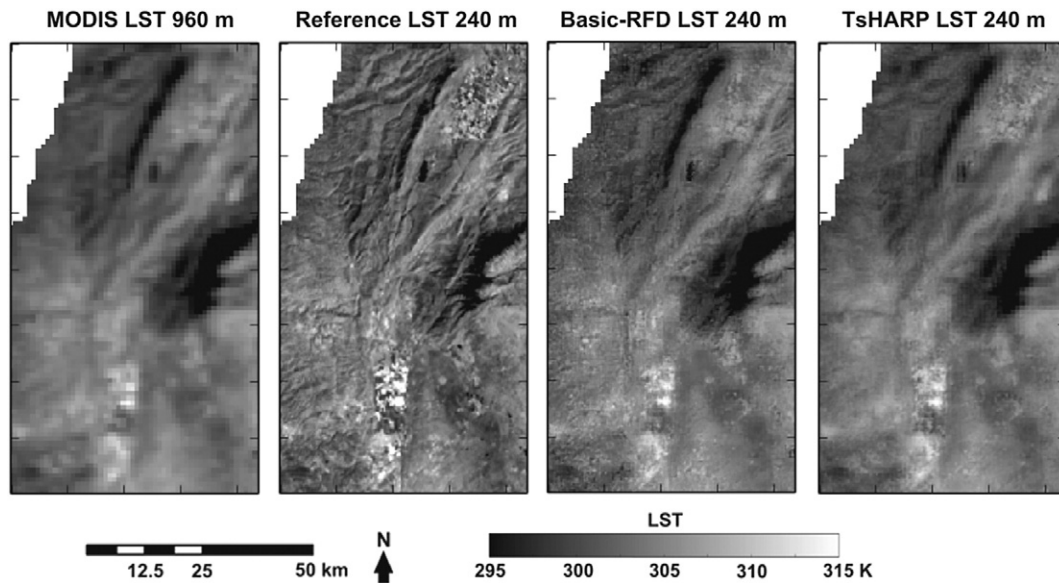 MODIS LST 960 m Reference LST 240 m Basic-RFD LST 240 m TsHARP LST 240 m
LST
N
12.5 25 50 km
295 300 305 310 315 K